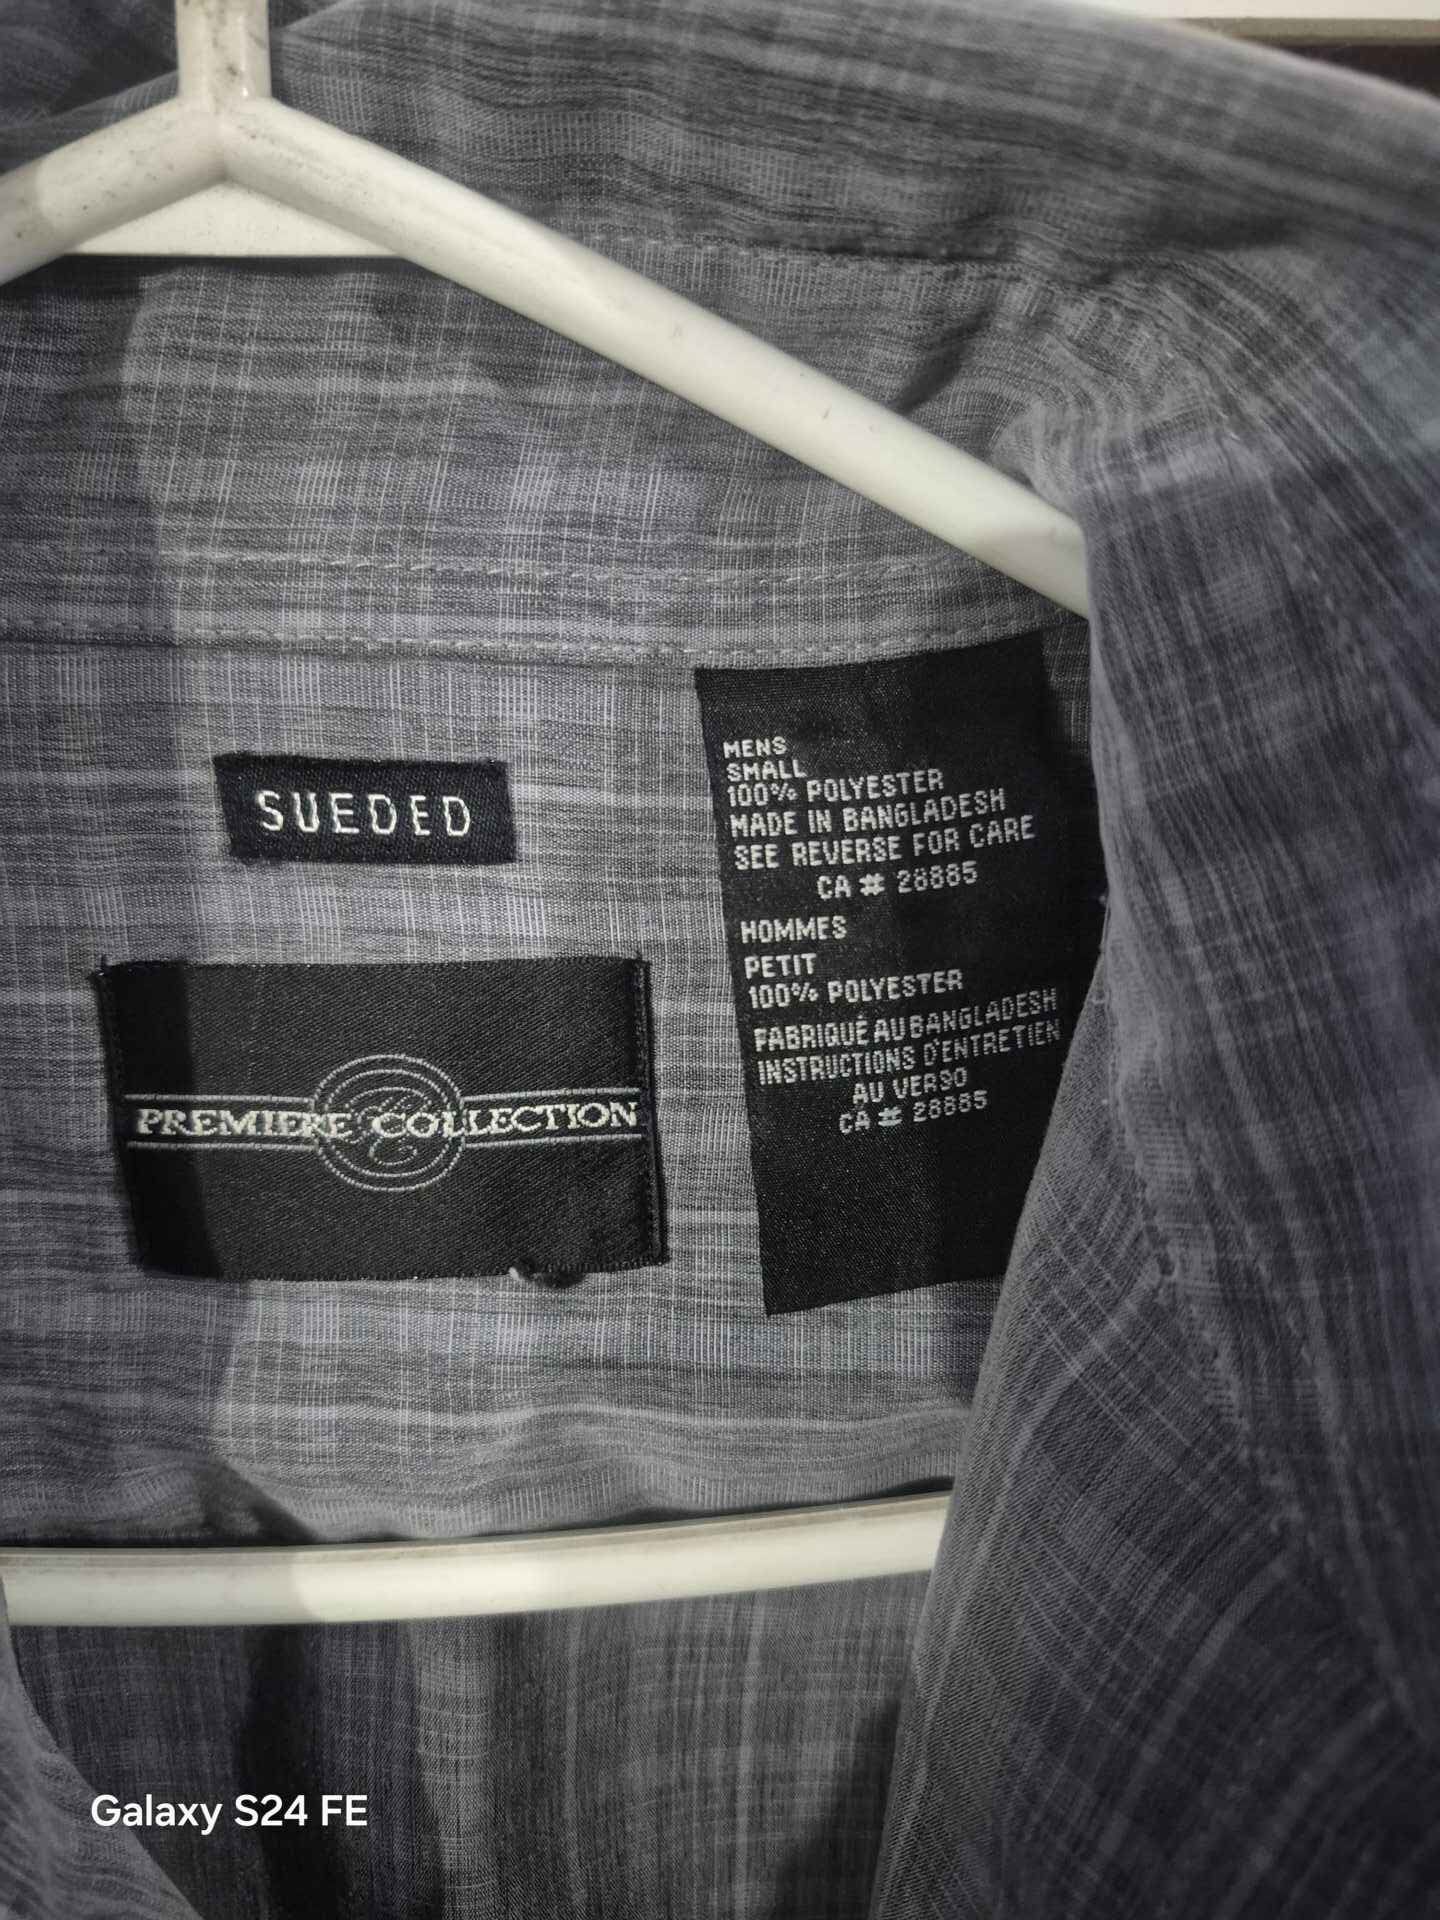 SUEDED
PREMIERE COLLECTION
MENS
SMALL
100% POLYESTER
MADE IN BANGLADESH
SEE REVERSE FOR CARE
CA # 28885
HOMMES
PETIT
100% POLYESTER
FABRIQUÉ AU BANGLADESH
INSTRUCTIONS D'ENTRETIEN
AU VERSO
CA # 28885
Galaxy S24 FE